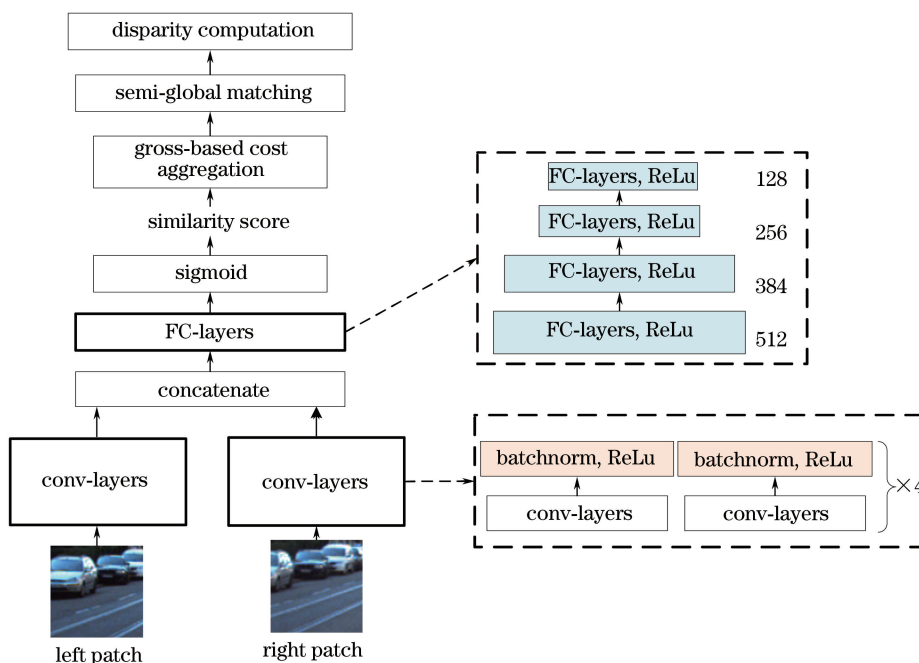 disparity computation
semi-global matching
gross-based cost
aggregation
similarity score
sigmoid
FC-layers
concatenate
conv-layers
conv-layers
left patch
right patch
FC-layers, ReLu
128
FC-layers, ReLu
256
FC-layers, ReLu
384
FC-layers, ReLu
512
batchnorm, ReLu
batchnorm, ReLu
conv-layers
conv-layers
×4